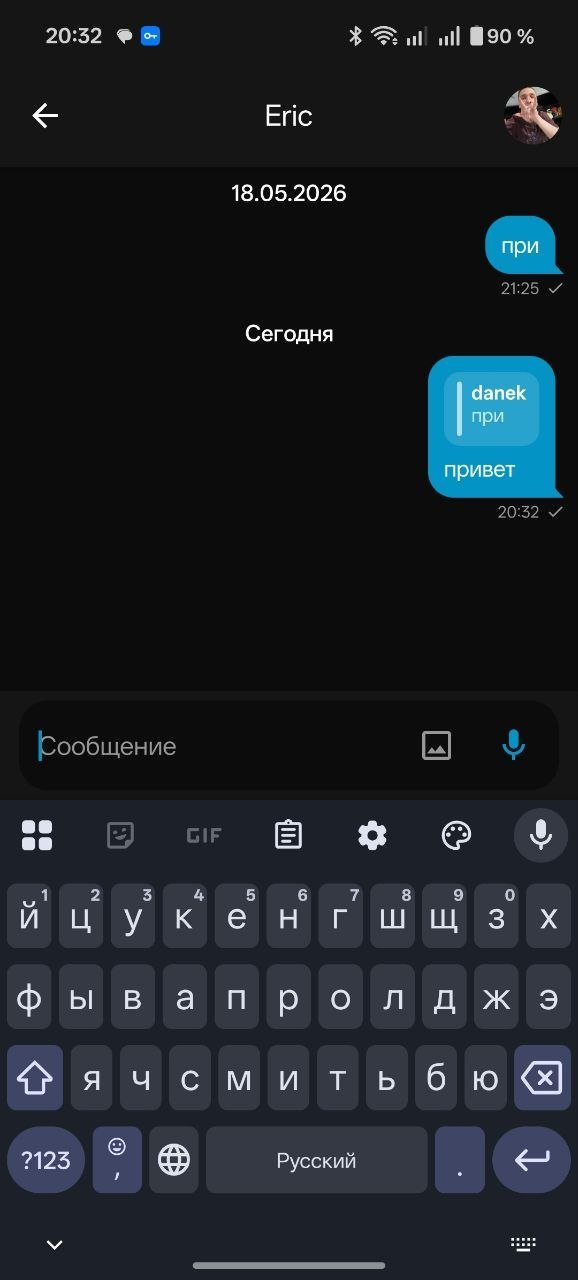 20:32 90 %
Eric
18.05.2026
при
21:25
Сегодня
danek
при
привет
20:32
Сообщение
GIF
1 2 3 4 5 6 7 8 9 0
й ц у к е н г ш щ з х
ф ы в а п р о л д ж э
я ч с м и т ь б ю
?123 , Русский .